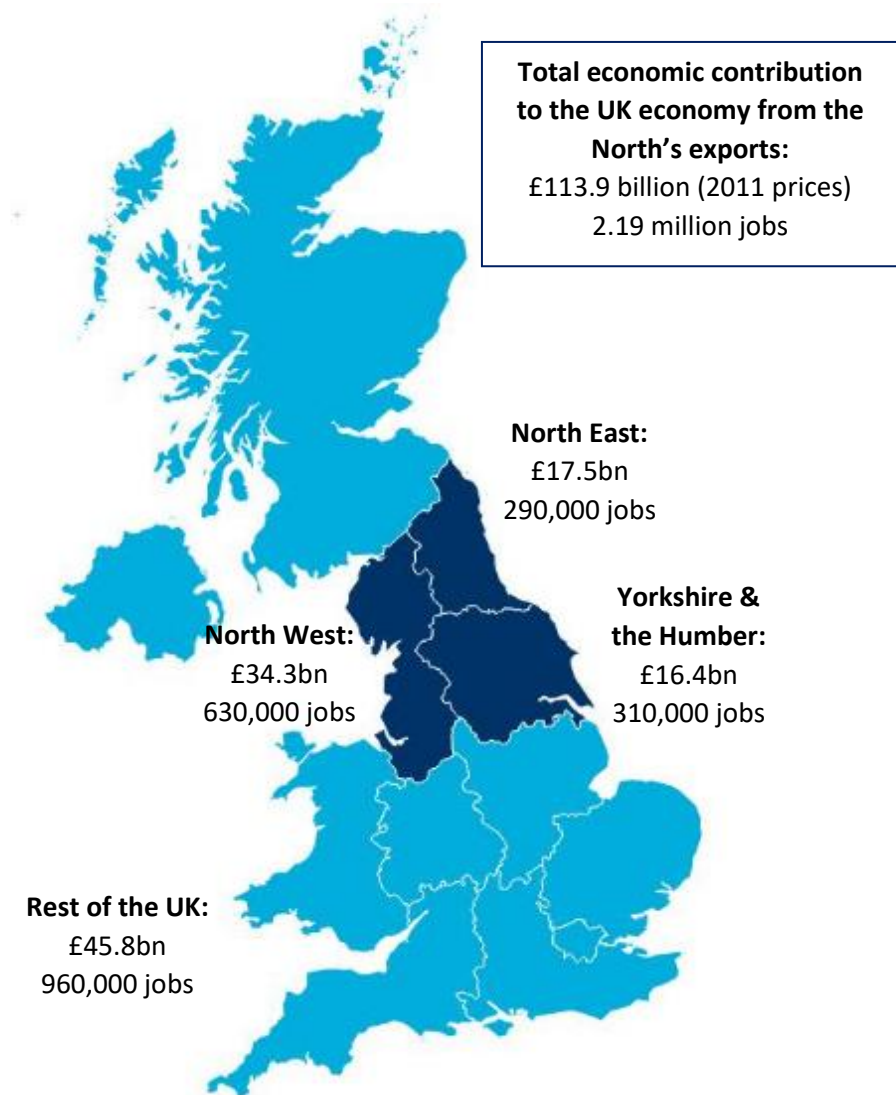 Total economic contribution
to the UK economy from the
North's exports:
£113.9 billion (2011 prices)
2.19 million jobs
North East:
£17.5bn
290,000 jobs
Yorkshire &
the Humber:
£16.4bn
310,000 jobs
North West:
£34.3bn
630,000 jobs
Rest of the UK:
£45.8bn
960,000 jobs